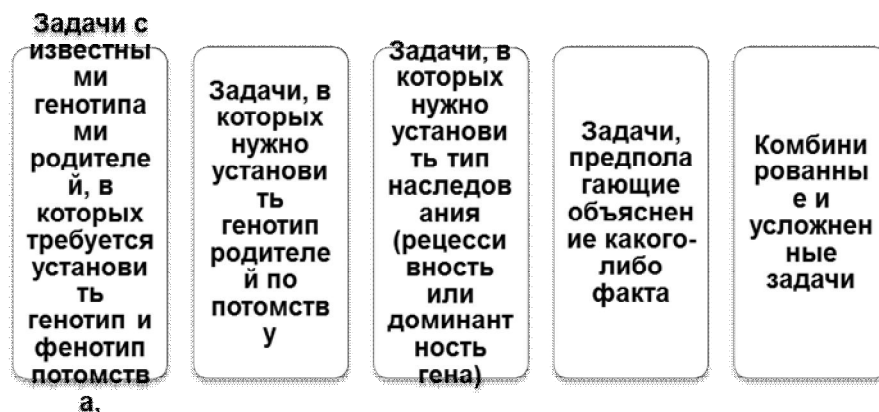 Задачи с
известны
ми
генотипа
ми
родителе
й, в
которых
требуется
установи
ть
генотип и
фенотип
потомств
а,
Задачи, в
которых
нужно
установи
ть
генотип
родителе
й по
потомств
у
Задачи, в
которых
нужно
установи
ть тип
наследов
ания
(рецесси
вность
или
доминант
ность
гена)
Задачи,
предпола
гающие
объяснен
ие какого-
либо
факта
Комбини
рованны
е и
усложнен
ные
задачи